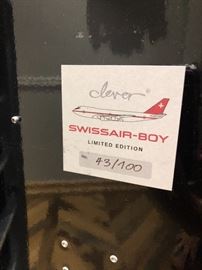 clever
SWISSAIR-BOY
LIMITED EDITION
No. 43/100